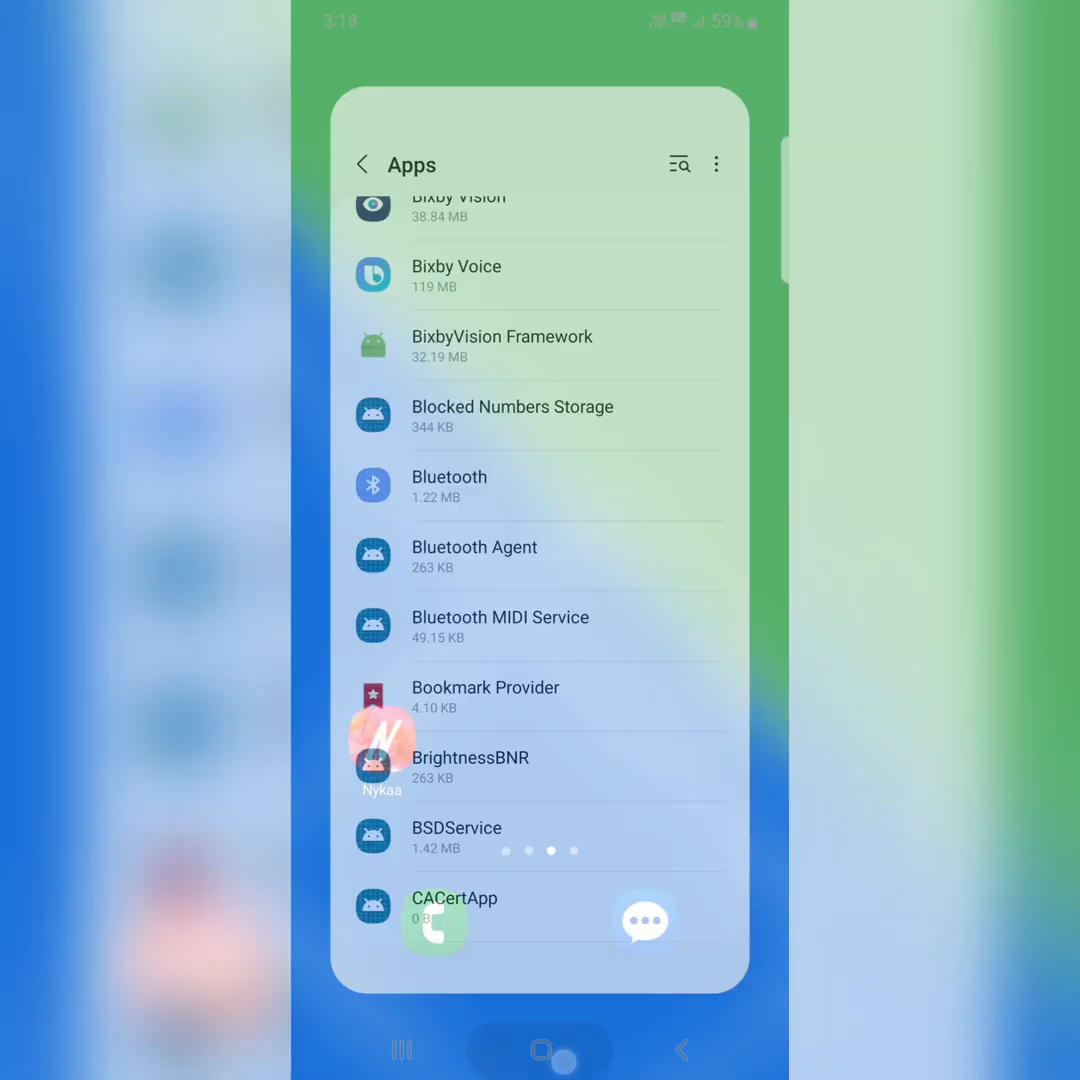 3:18
59%
Apps
Bixby Vision
38.84 MB
Bixby Voice
119 MB
BixbyVision Framework
32.19 MB
Blocked Numbers Storage
344 KB
Bluetooth
1.22 MB
Bluetooth Agent
263 KB
Bluetooth MIDI Service
49.15 KB
Bookmark Provider
4.10 KB
BrightnessBNR
263 KB
Nykaa
BSDService
1.42 MB
CACertApp
0 B